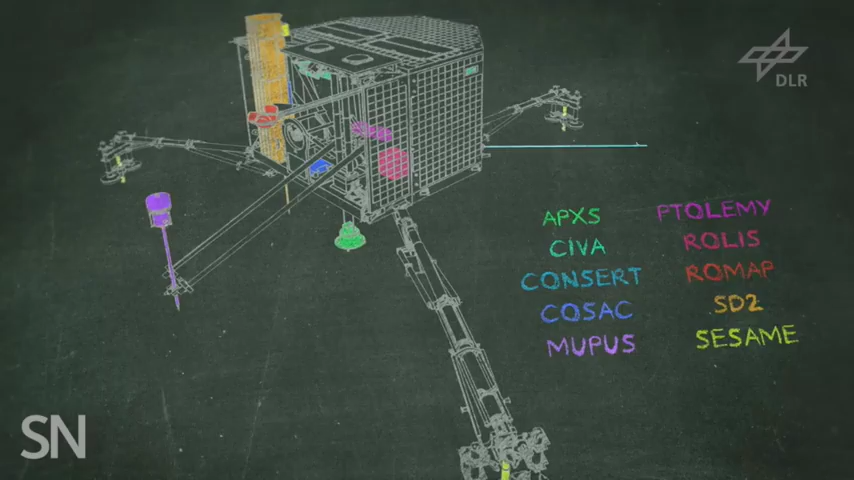 DLR
APXS
CIVA
CONSERT
COSAC
MUPUS
PTOLEMY
ROLIS
ROMAP
SD2
SESAME
SN